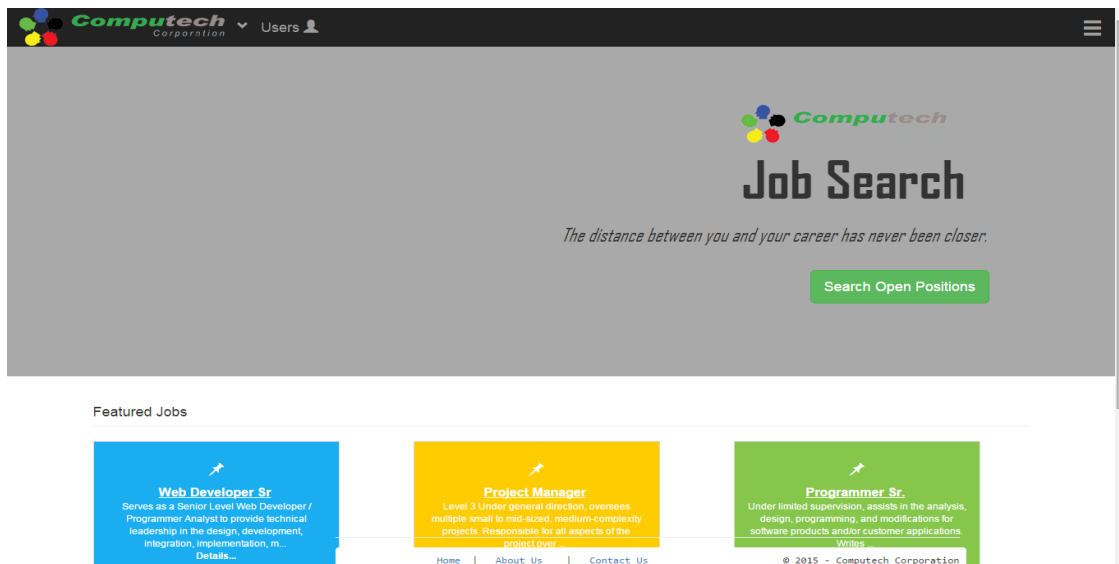 Computech
Corporation
Users
Computech
Job Search
The distance between you and your career has never been closer.
Search Open Positions
Featured Jobs
Web Developer Sr
Serves as a Senior Level Web Developer /
Programmer Analyst to provide technical
leadership in the design, development,
integration, implementation, m...
Details...
Project Manager
Level 3 Under general direction, oversees
multiple small to mid-sized, medium-complexity
projects. Responsible for all aspects of the
project over...
Programmer Sr.
Under limited supervision, assists in the analysis,
design, programming, and modifications for
software products and/or customer applications.
Writes ...
Home | About Us | Contact Us
© 2015 - Computech Corporation